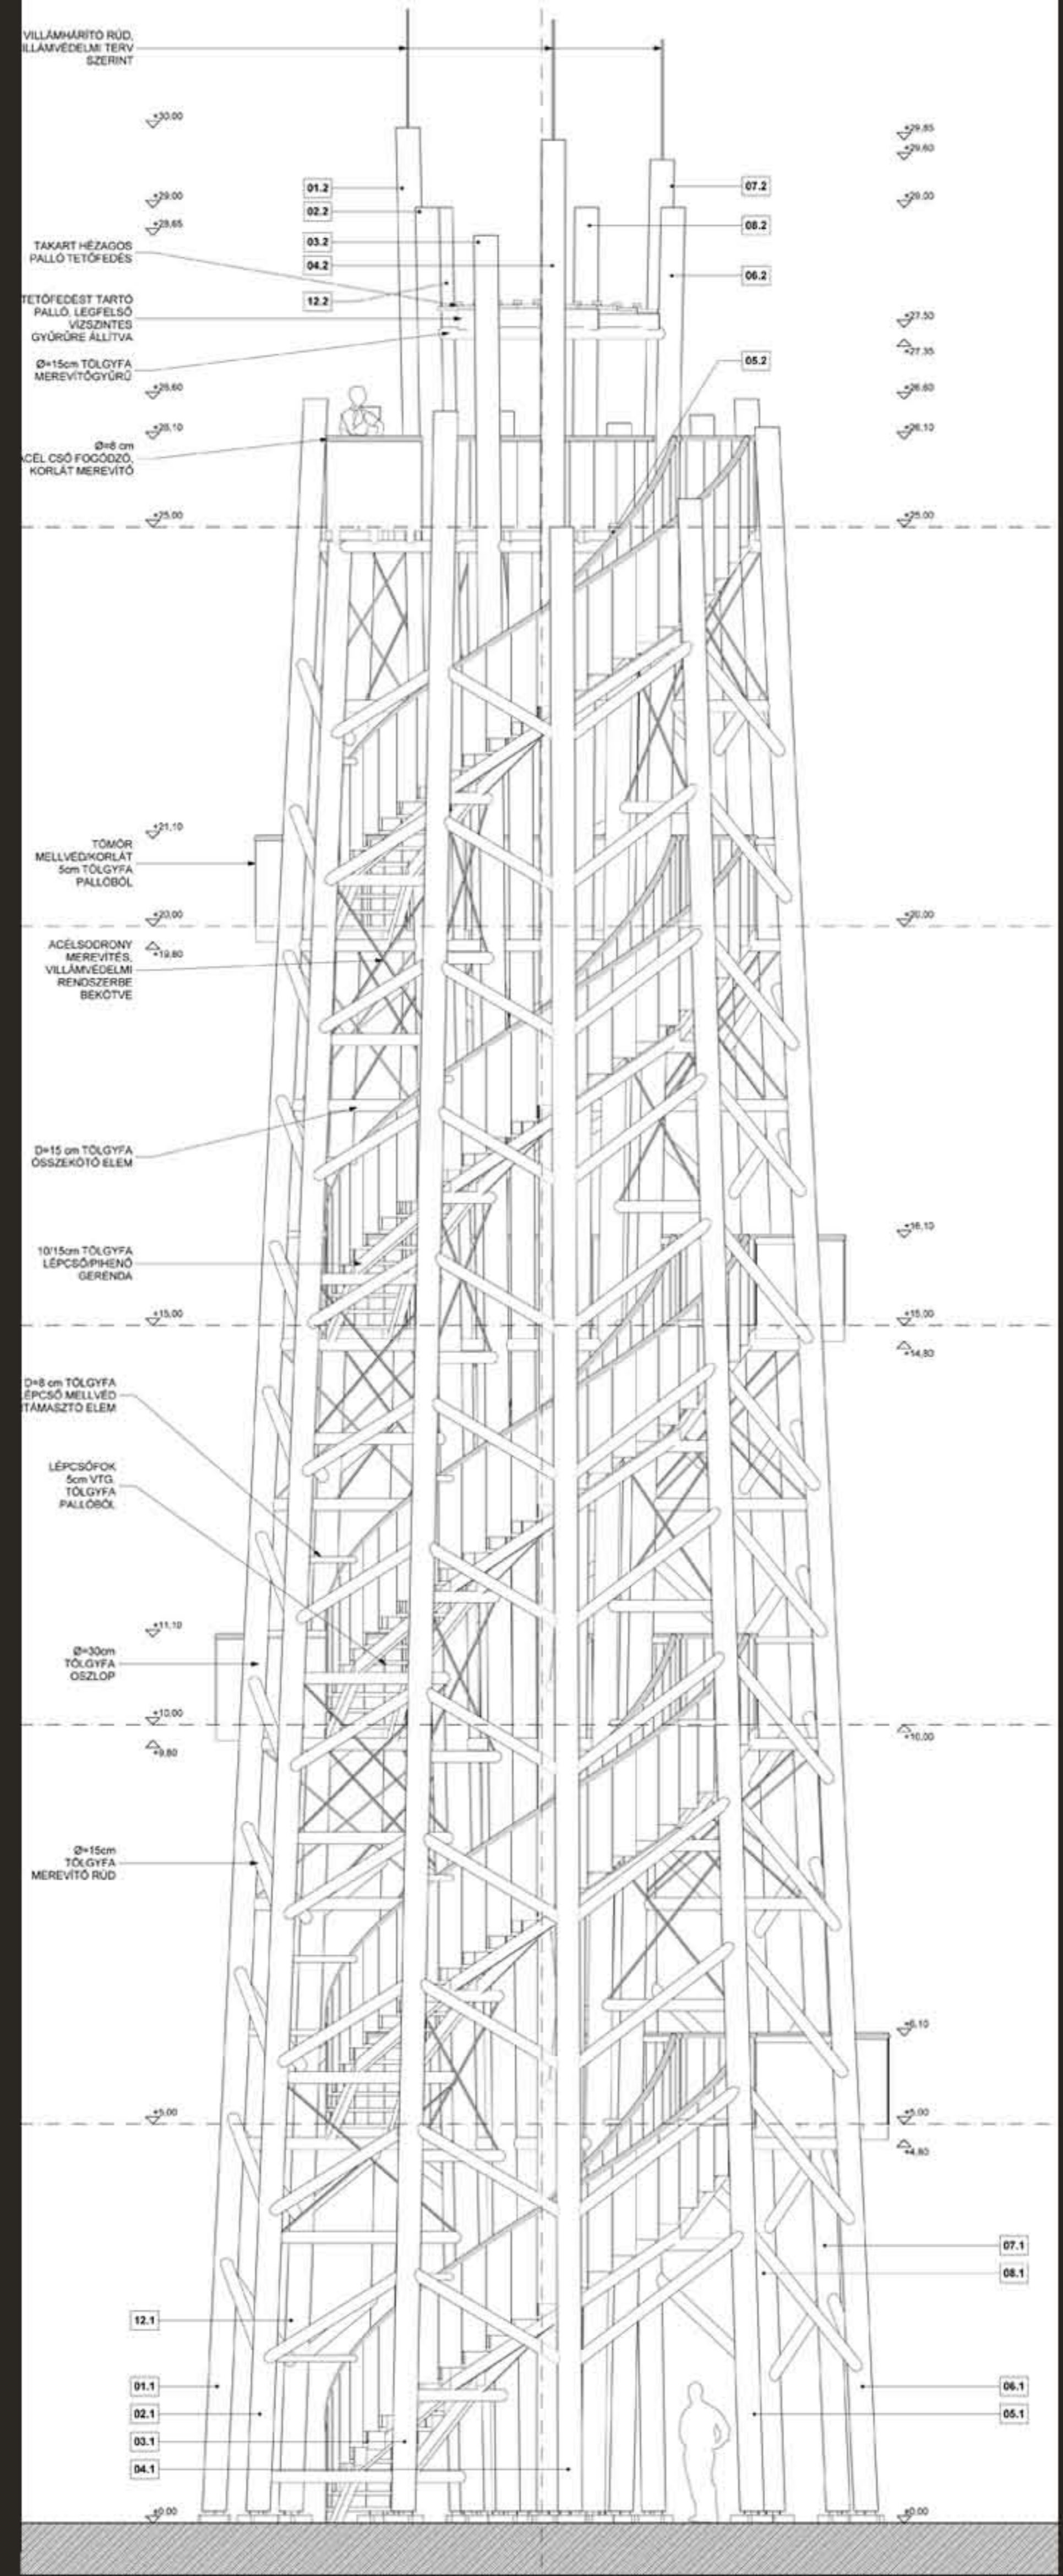 VILLÁMHÁRÍTÓ RÚD,
ILLÁMVÉDELMI TERV
SZERINT
+30,00
+29,85
+29,60
01.2
07.2
+29,00
+29,00
02.2
08.2
+28,65
03.2
TAKART HÉZAGOS
PALLÓ TETŐFEDÉS
04.2
06.2
12.2
TETŐFEDÉST TARTÓ
PALLÓ, LEGFELSŐ
VÍZSZINTES
GYŰRŰRE ÁLLÍTVA
+27,50
+27,35
05.2
Ø=15cm TÖLGYFA
MEREVÍTŐGYŰRŰ
+26,60
+26,60
+26,10
+26,10
Ø=8 cm
ACÉL CSŐ FOGÓDZÓ,
KORLÁT MEREVÍTŐ
+25,00
+25,00
+21,10
TÖMÖR
MELLVÉD/KORLÁT
5cm TÖLGYFA
PALLÓBÓL
+20,00
+20,00
+19,80
ACÉLSODRONY
MEREVÍTÉS,
VILLÁMVÉDELMI
RENDSZERBE
BEKÖTVE
D=15 cm TÖLGYFA
ÖSSZEKÖTŐ ELEM
+16,10
10/15cm TÖLGYFA
LÉPCSŐ/PIHENŐ
GERENDA
+15,00
+15,00
+14,80
D=8 cm TÖLGYFA
LÉPCSŐ MELLVÉD
TÁMASZTÓ ELEM
LÉPCSŐFOK
5cm VTG.
TÖLGYFA
PALLÓBÓL
+11,10
Ø=30cm
TÖLGYFA
OSZLOP
+10,00
+10,00
+9,80
Ø=15cm
TÖLGYFA
MEREVÍTŐ RÚD
+6,10
+5,00
+5,00
+4,80
07.1
08.1
12.1
01.1
06.1
02.1
05.1
03.1
04.1
±0,00
±0,00